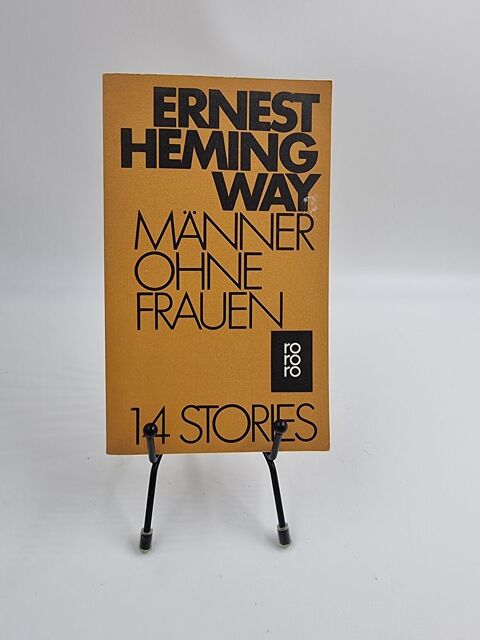 ERNEST
HEMING
WAY
MÄNNER
OHNE
FRAUEN
ro
ro
ro
14 STORIES